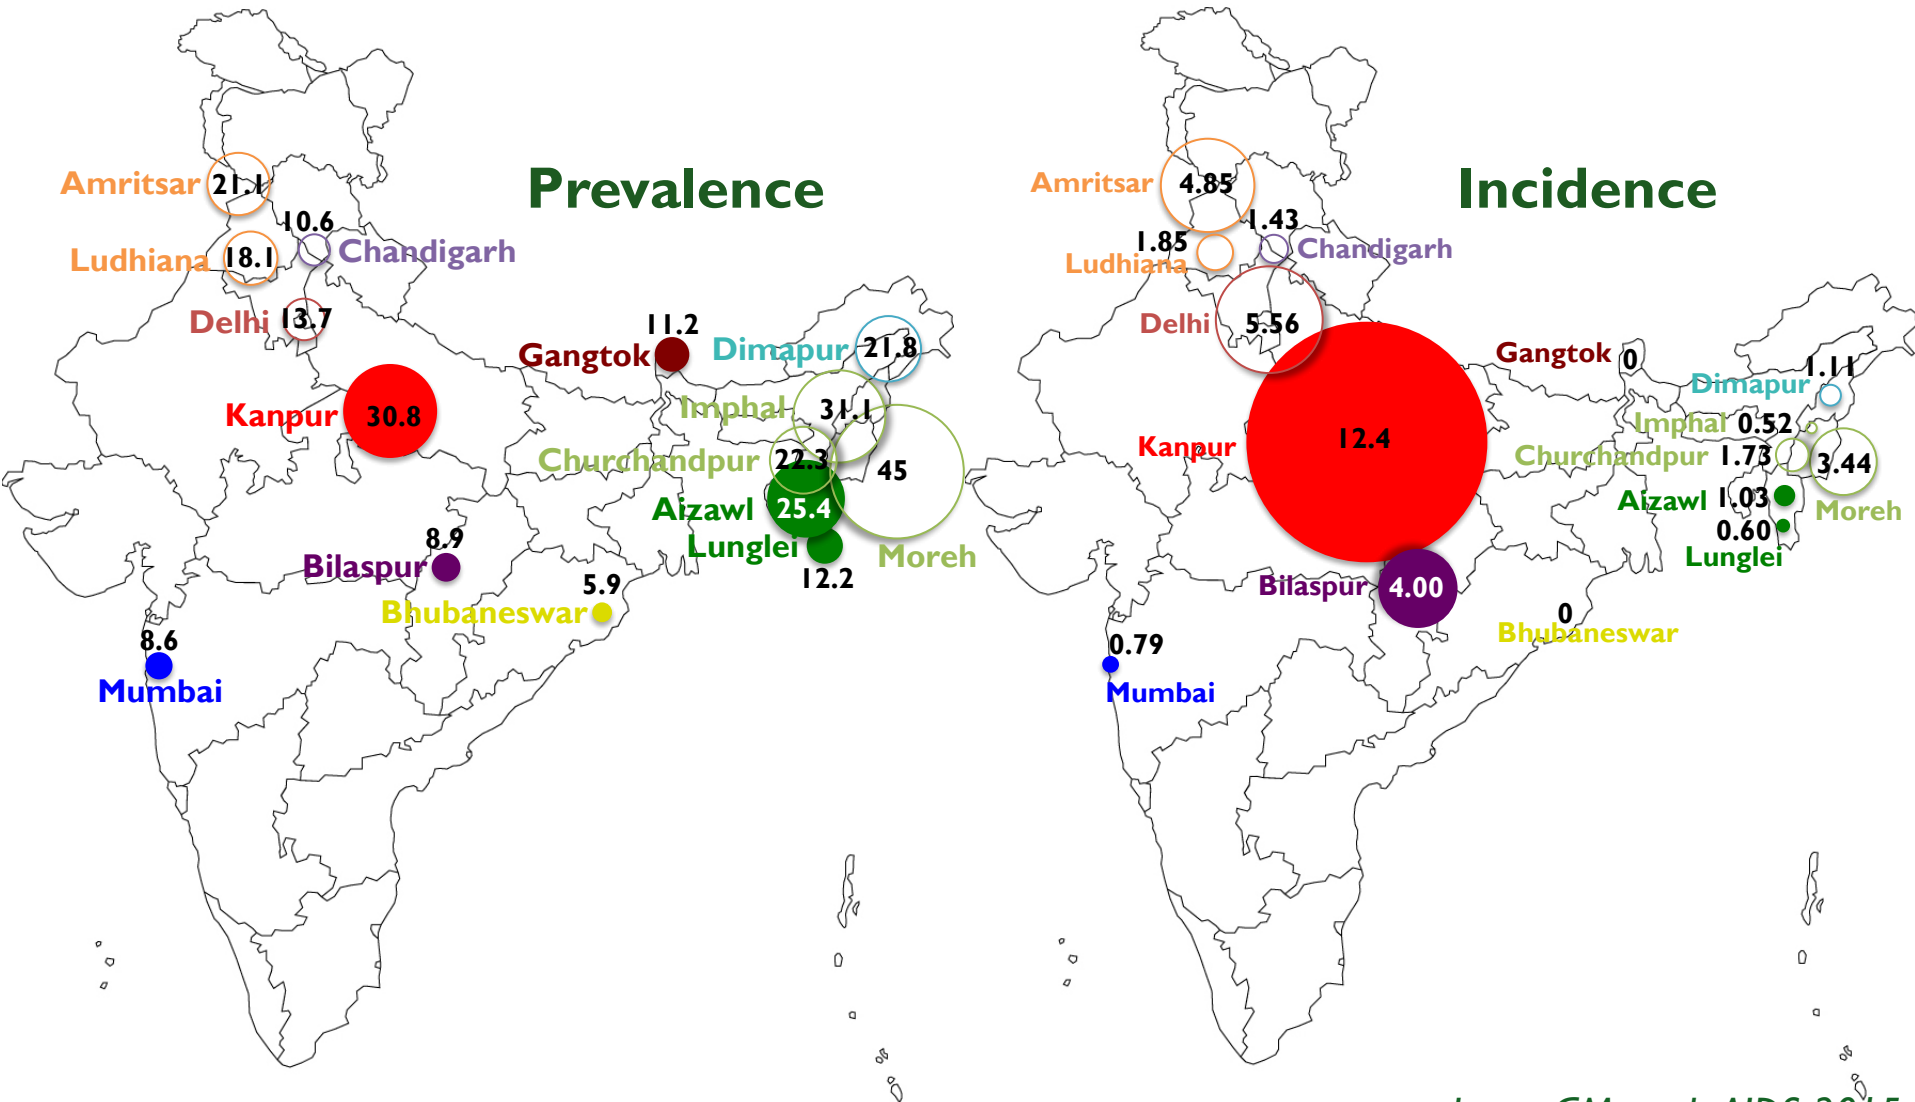 Prevalence
Amritsar 21.1
10.6
Chandigarh
Ludhiana 18.1
Delhi 13.7
11.2
Gangtok
Dimapur 21.8
Kanpur 30.8
Imphal 31.1
Churchandpur 22.3
45
Moreh
Aizawl 25.4
Lunglei
12.2
8.9
Bilaspur
5.9
Bhubaneswar
8.6
Mumbai
Incidence
Amritsar 4.85
1.43
Chandigarh
1.85
Ludhiana
Delhi 5.56
Gangtok 0
1.11
Dimapur
Kanpur 12.4
Imphal 0.52
Churchandpur 1.73
3.44
Moreh
Aizawl 1.03
0.60
Lunglei
Bilaspur 4.00
0
Bhubaneswar
0.79
Mumbai
AIDS 2015